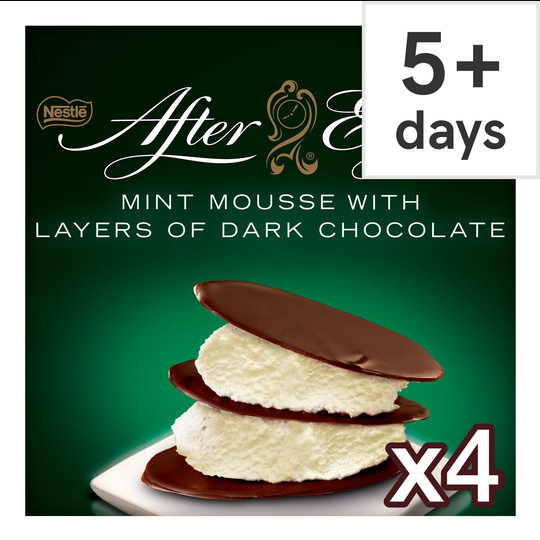 5+
days
Nestlé
After E
MINT MOUSSE WITH
LAYERS OF DARK CHOCOLATE
x4